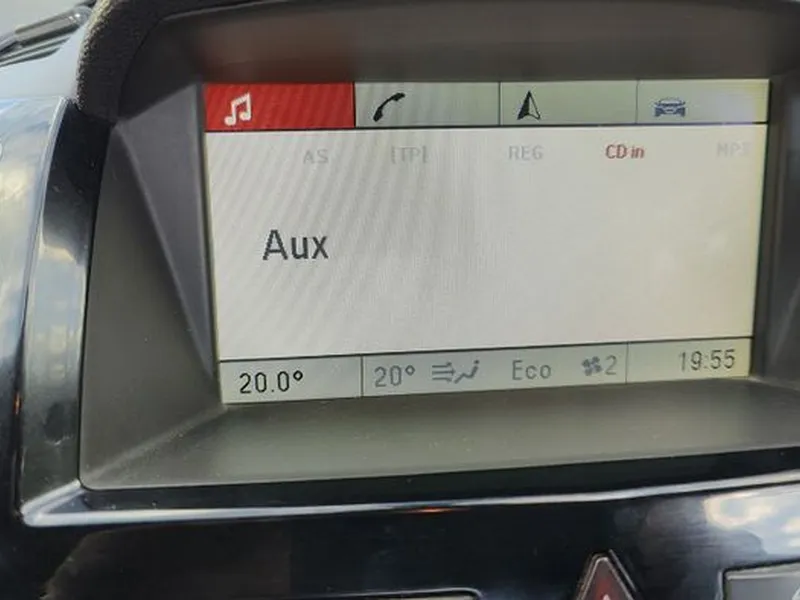 AS [TP] REG CD in MP3
Aux
20.0° 20° Eco 2 19:55